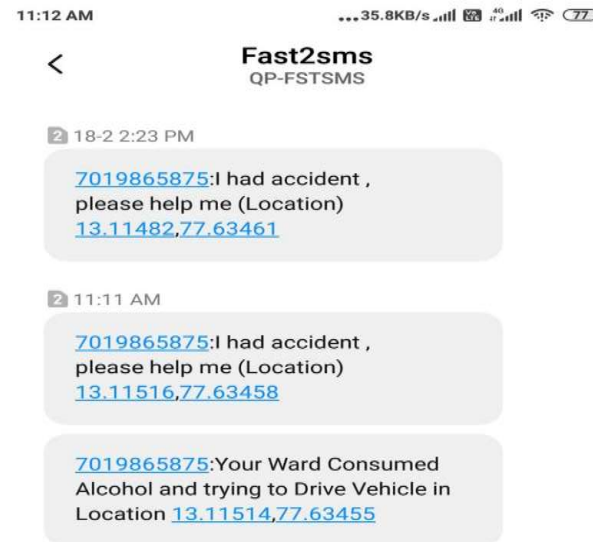 11:12 AM ...35.8KB/s 4G 77
Fast2sms
QP-FSTSMS
2 18-2 2:23 PM
7019865875:I had accident ,
please help me (Location)
13.11482,77.63461
2 11:11 AM
7019865875:I had accident ,
please help me (Location)
13.11516,77.63458
7019865875:Your Ward Consumed
Alcohol and trying to Drive Vehicle in
Location 13.11514,77.63455